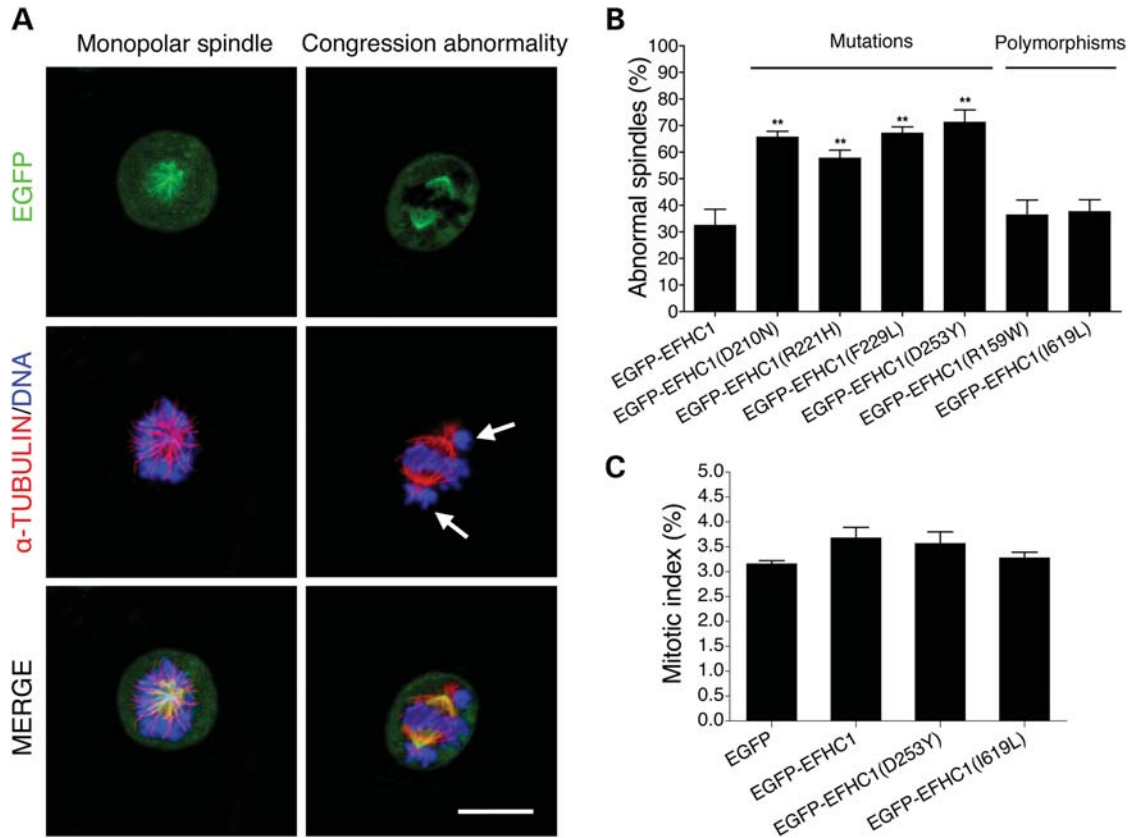 A
Monopolar spindle
Congression abnormality
EGFP
α-TUBULIN/DNA
MERGE
B
Mutations
Polymorphisms
Abnormal spindles (%)
100
90
80
70
60
50
40
30
20
10
0
**
**
**
**
EGFP-EFHC1
EGFP-EFHC1(D210N)
EGFP-EFHC1(R221H)
EGFP-EFHC1(F229L)
EGFP-EFHC1(D253Y)
EGFP-EFHC1(R159W)
EGFP-EFHC1(I619L)
C
Mitotic index (%)
5.0
4.5
4.0
3.5
3.0
2.5
2.0
1.5
1.0
0.5
0.0
EGFP
EGFP-EFHC1
EGFP-EFHC1(D253Y)
EGFP-EFHC1(I619L)